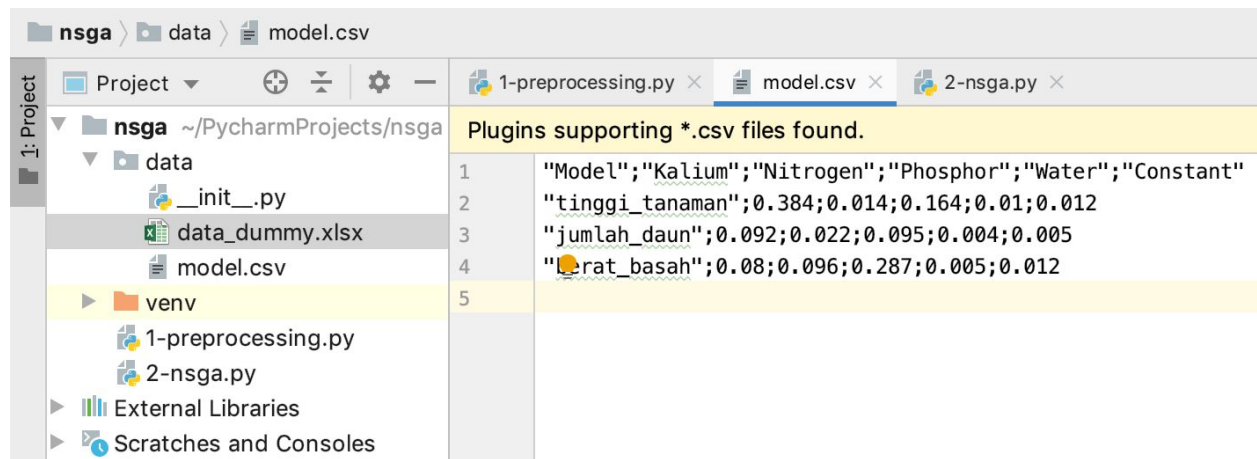 nsga data model.csv
1: Project
Project
nsga ~/PycharmProjects/nsga
data
__init__.py
data_dummy.xlsx
model.csv
venv
1-preprocessing.py
2-nsga.py
External Libraries
Scratches and Consoles
1-preprocessing.py model.csv 2-nsga.py
Plugins supporting *.csv files found.
1 "Model";"Kalium";"Nitrogen";"Phosphor";"Water";"Constant"
2 "tinggi_tanaman";0.384;0.014;0.164;0.01;0.012
3 "jumlah_daun";0.092;0.022;0.095;0.004;0.005
4 "berat_basah";0.08;0.096;0.287;0.005;0.012
5